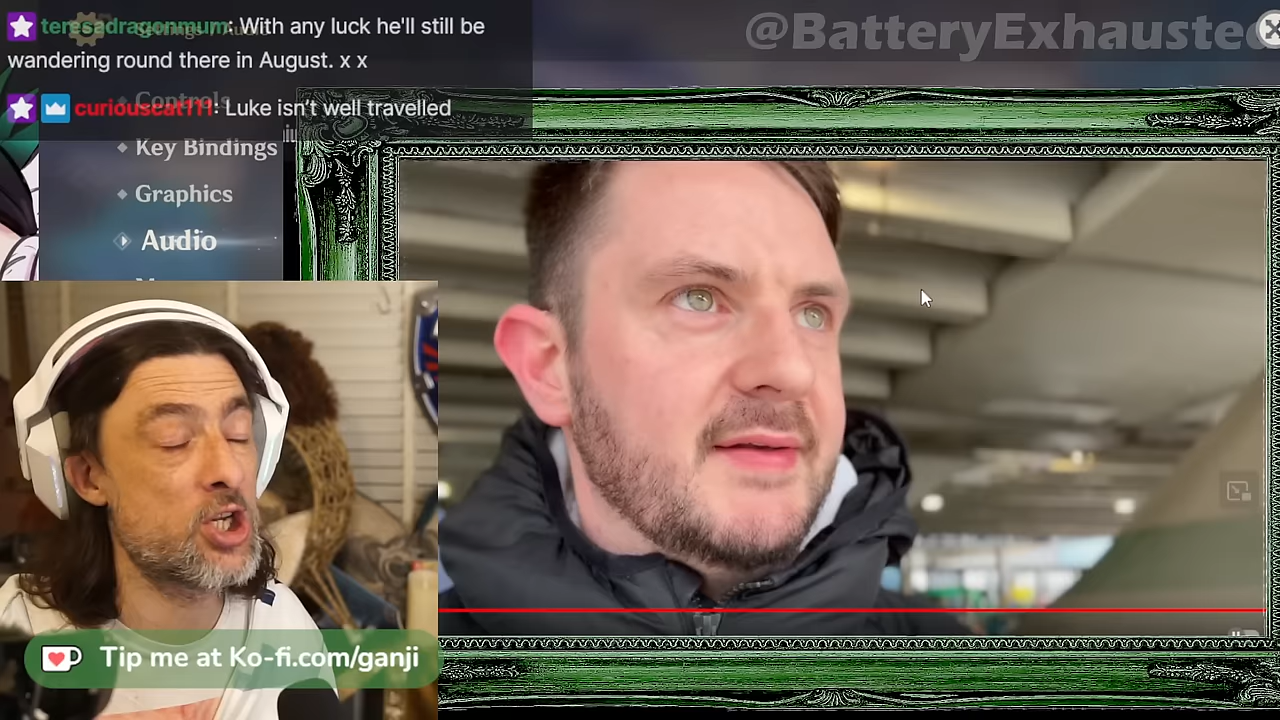 teresadragonmum: With any luck he'll still be
wandering round there in August. x x
curiouscat111: Luke isn't well travelled
@BatteryExhausted
Controls
Key Bindings
Graphics
Audio
Tip me at Ko-fi.com/ganji